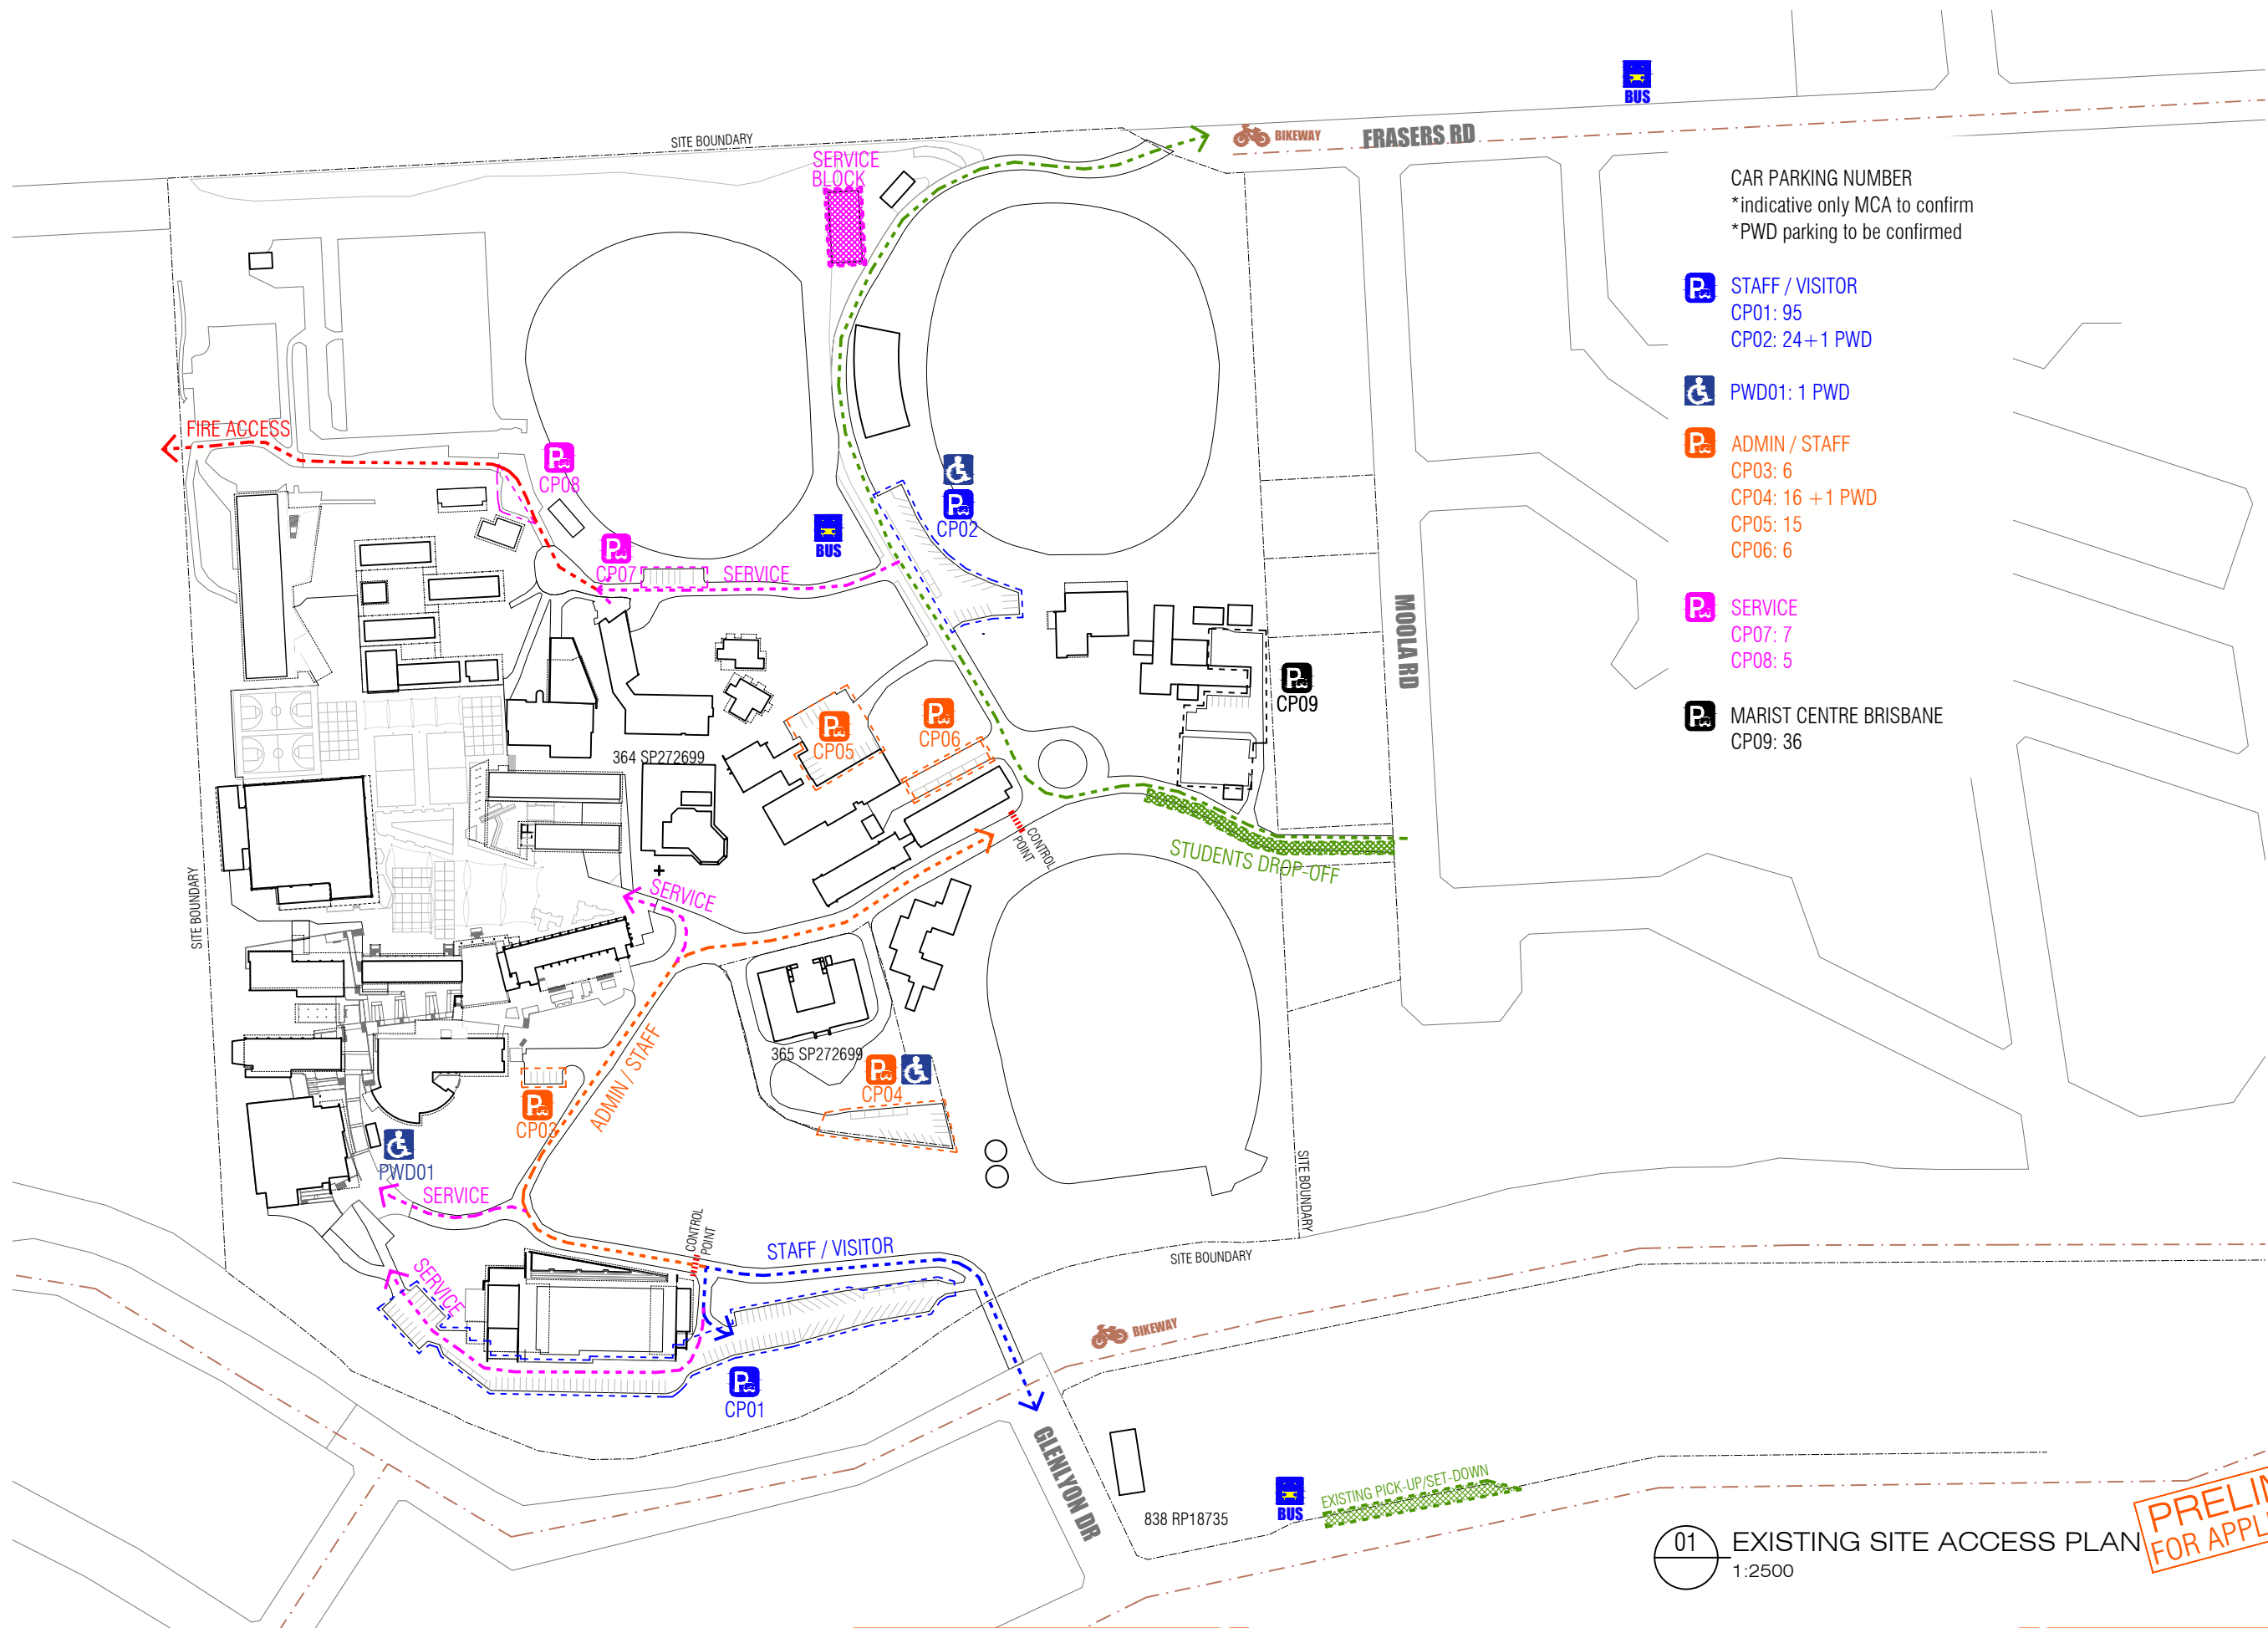 BUS
SITE BOUNDARY
BIKEWAY
FRASERS RD
SERVICE
BLOCK
CAR PARKING NUMBER
*indicative only MCA to confirm
*PWD parking to be confirmed
STAFF / VISITOR
CP01: 95
CP02: 24+1 PWD
PWD01: 1 PWD
ADMIN / STAFF
CP03: 6
CP04: 16 +1 PWD
CP05: 15
CP06: 6
SERVICE
CP07: 7
CP08: 5
MARIST CENTRE BRISBANE
CP09: 36
FIRE ACCESS
CP08
CP02
BUS
CP07
SERVICE
MOOLA RD
CP09
CP05
CP06
364 SP272699
CONTROL
POINT
STUDENTS DROP-OFF
SERVICE
SITE BOUNDARY
365 SP272699
CP04
ADMIN / STAFF
CP03
PWD01
SERVICE
SITE BOUNDARY
CONTROL
POINT
STAFF / VISITOR
SITE BOUNDARY
SERVICE
BIKEWAY
CP01
GLENLYON DR
838 RP18735
BUS
EXISTING PICK-UP/SET-DOWN
01
EXISTING SITE ACCESS PLAN
1:2500
FOR